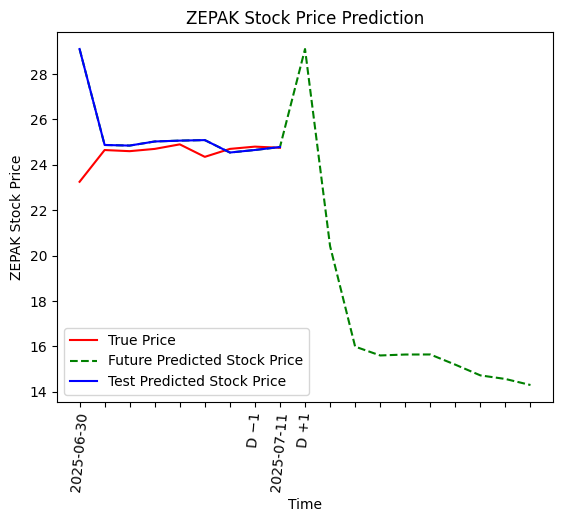 ZEPAK Stock Price Prediction
ZEPAK Stock Price
28
26
24
22
20
18
16
14
True Price
Future Predicted Stock Price
Test Predicted Stock Price
2025-06-30
D −1
2025-07-11
D +1
Time